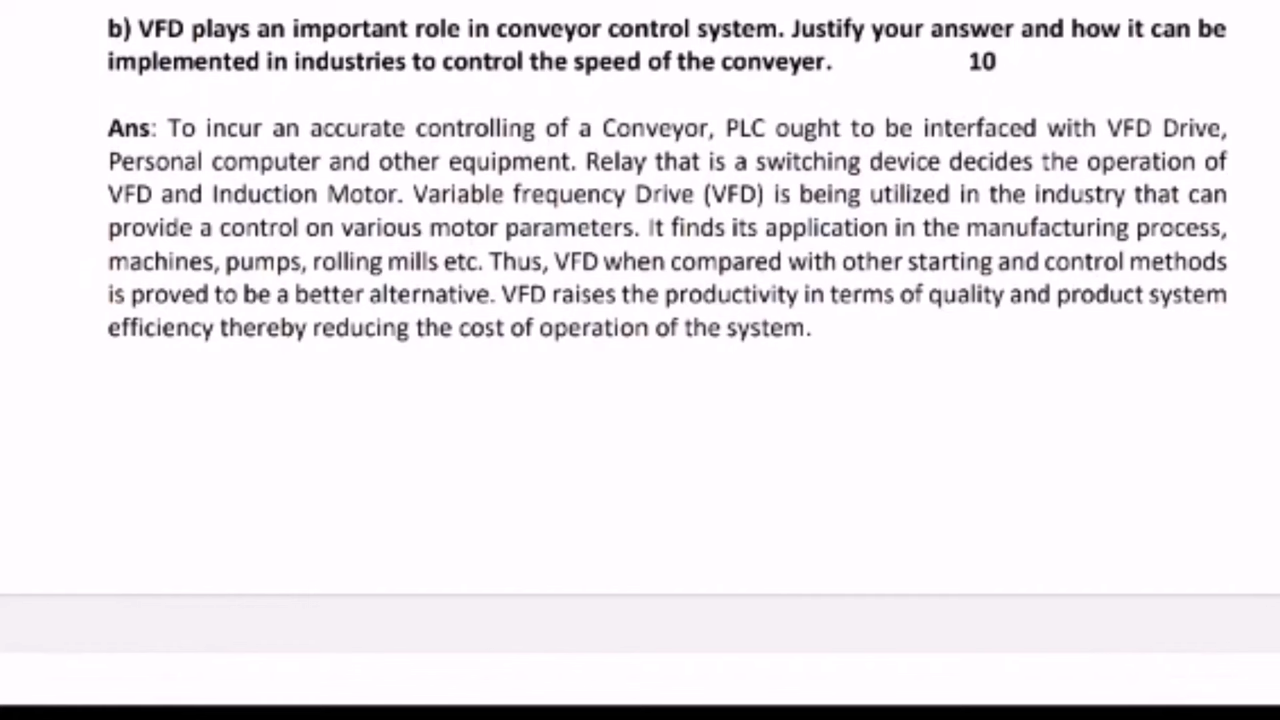 b) VFD plays an important role in conveyor control system. Justify your answer and how it can be
implemented in industries to control the speed of the conveyer. 10
Ans: To incur an accurate controlling of a Conveyor, PLC ought to be interfaced with VFD Drive,
Personal computer and other equipment. Relay that is a switching device decides the operation of
VFD and Induction Motor. Variable frequency Drive (VFD) is being utilized in the industry that can
provide a control on various motor parameters. It finds its application in the manufacturing process,
machines, pumps, rolling mills etc. Thus, VFD when compared with other starting and control methods
is proved to be a better alternative. VFD raises the productivity in terms of quality and product system
efficiency thereby reducing the cost of operation of the system.